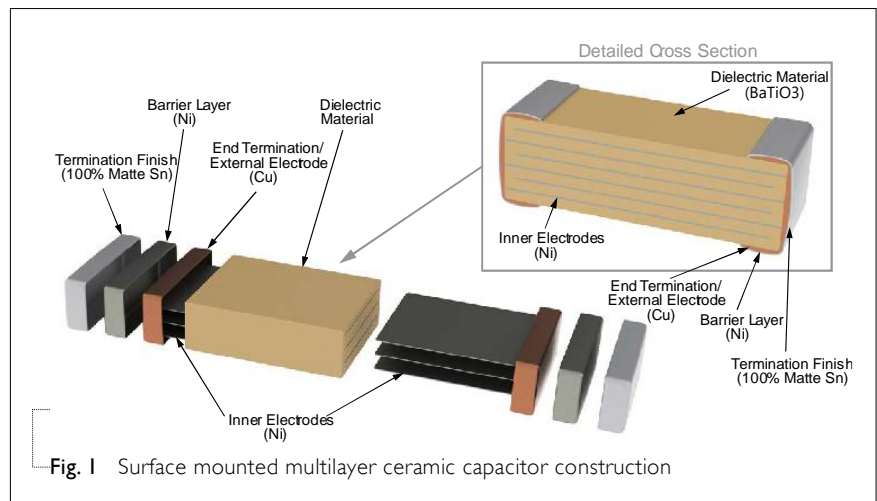 Detailed Cross Section
Dielectric Material
(BaTiO3)
Barrier Layer
(Ni)
Dielectric
Material
End Termination/
External Electrode
(Cu)
Termination Finish
(100% Matte Sn)
Inner Electrodes
(Ni)
End Termination/
External Electrode
(Cu)
Barrier Layer
(Ni)
Termination Finish
(100% Matte Sn)
Inner Electrodes
(Ni)
Fig. 1 Surface mounted multilayer ceramic capacitor construction